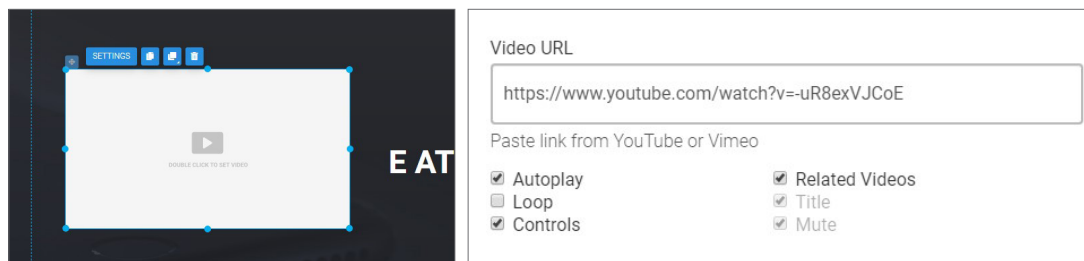 SETTINGS
DOUBLE CLICK TO SET VIDEO
E AT
Video URL
https://www.youtube.com/watch?v=-uR8exVJCoE
Paste link from YouTube or Vimeo
Autoplay
Related Videos
Loop
Title
Controls
Mute